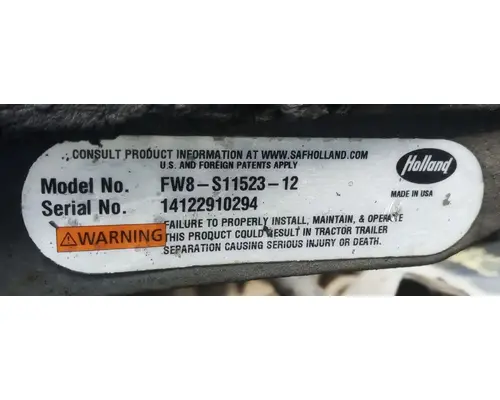 CONSULT PRODUCT INFORMATION AT WWW.SAFHOLLAND.COM
U.S. AND FOREIGN PATENTS APPLY
Holland
Model No. FW8-S11523-12
MADE IN USA
Serial No. 14122910294
WARNING
FAILURE TO PROPERLY INSTALL, MAINTAIN, & OPERATE
THIS PRODUCT COULD RESULT IN TRACTOR TRAILER
SEPARATION CAUSING SERIOUS INJURY OR DEATH.